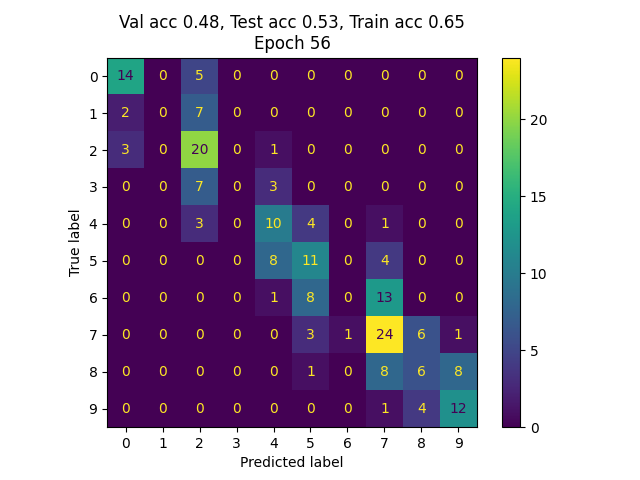 Val acc 0.48, Test acc 0.53, Train acc 0.65
Epoch 56
0 14 0 5 0 0 0 0 0 0 0
1 2 0 7 0 0 0 0 0 0 0
2 3 0 20 0 1 0 0 0 0 0
3 0 0 7 0 3 0 0 0 0 0
4 0 0 3 0 10 4 0 1 0 0
5 0 0 0 0 8 11 0 4 0 0
6 0 0 0 0 1 8 0 13 0 0
7 0 0 0 0 0 3 1 24 6 1
8 0 0 0 0 0 1 0 8 6 8
9 0 0 0 0 0 0 0 1 4 12
0 1 2 3 4 5 6 7 8 9
Predicted label
True label
20
15
10
5
0